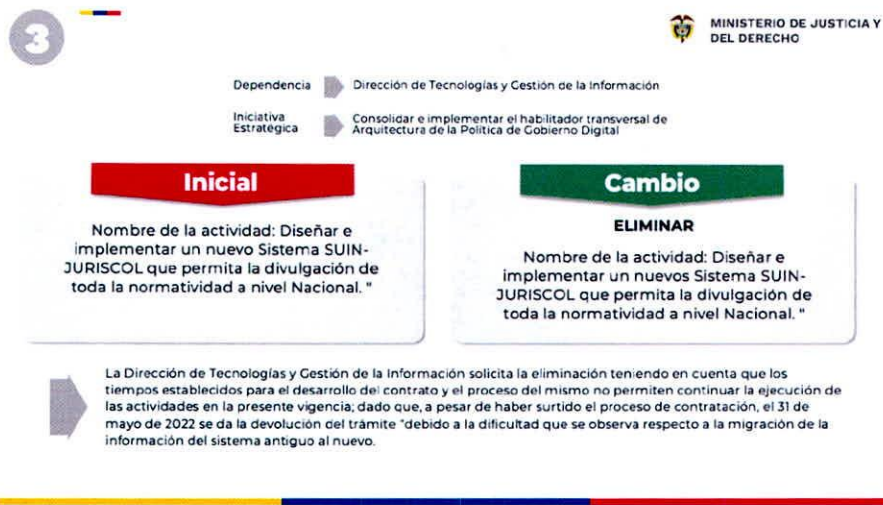 3
MINISTERIO DE JUSTICIA Y
DEL DERECHO
Dependencia
Dirección de Tecnologías y Gestión de la Información
Iniciativa
Estratégica
Consolidar e implementar el habilitador transversal de
Arquitectura de la Política de Gobierno Digital
Inicial
Nombre de la actividad: Diseñar e
implementar un nuevo Sistema SUIN-
JURISCOL que permita la divulgación de
toda la normatividad a nivel Nacional. "
Cambio
ELIMINAR
Nombre de la actividad: Diseñar e
implementar un nuevos Sistema SUIN-
JURISCOL que permita la divulgación de
toda la normatividad a nivel Nacional. "
La Dirección de Tecnologías y Gestión de la Información solicita la eliminación teniendo en cuenta que los
tiempos establecidos para el desarrollo del contrato y el proceso del mismo no permiten continuar la ejecución de
las actividades en la presente vigencia; dado que, a pesar de haber surtido el proceso de contratación, el 31 de
mayo de 2022 se da la devolución del trámite "debido a la dificultad que se observa respecto a la migración de la
información del sistema antiguo al nuevo.